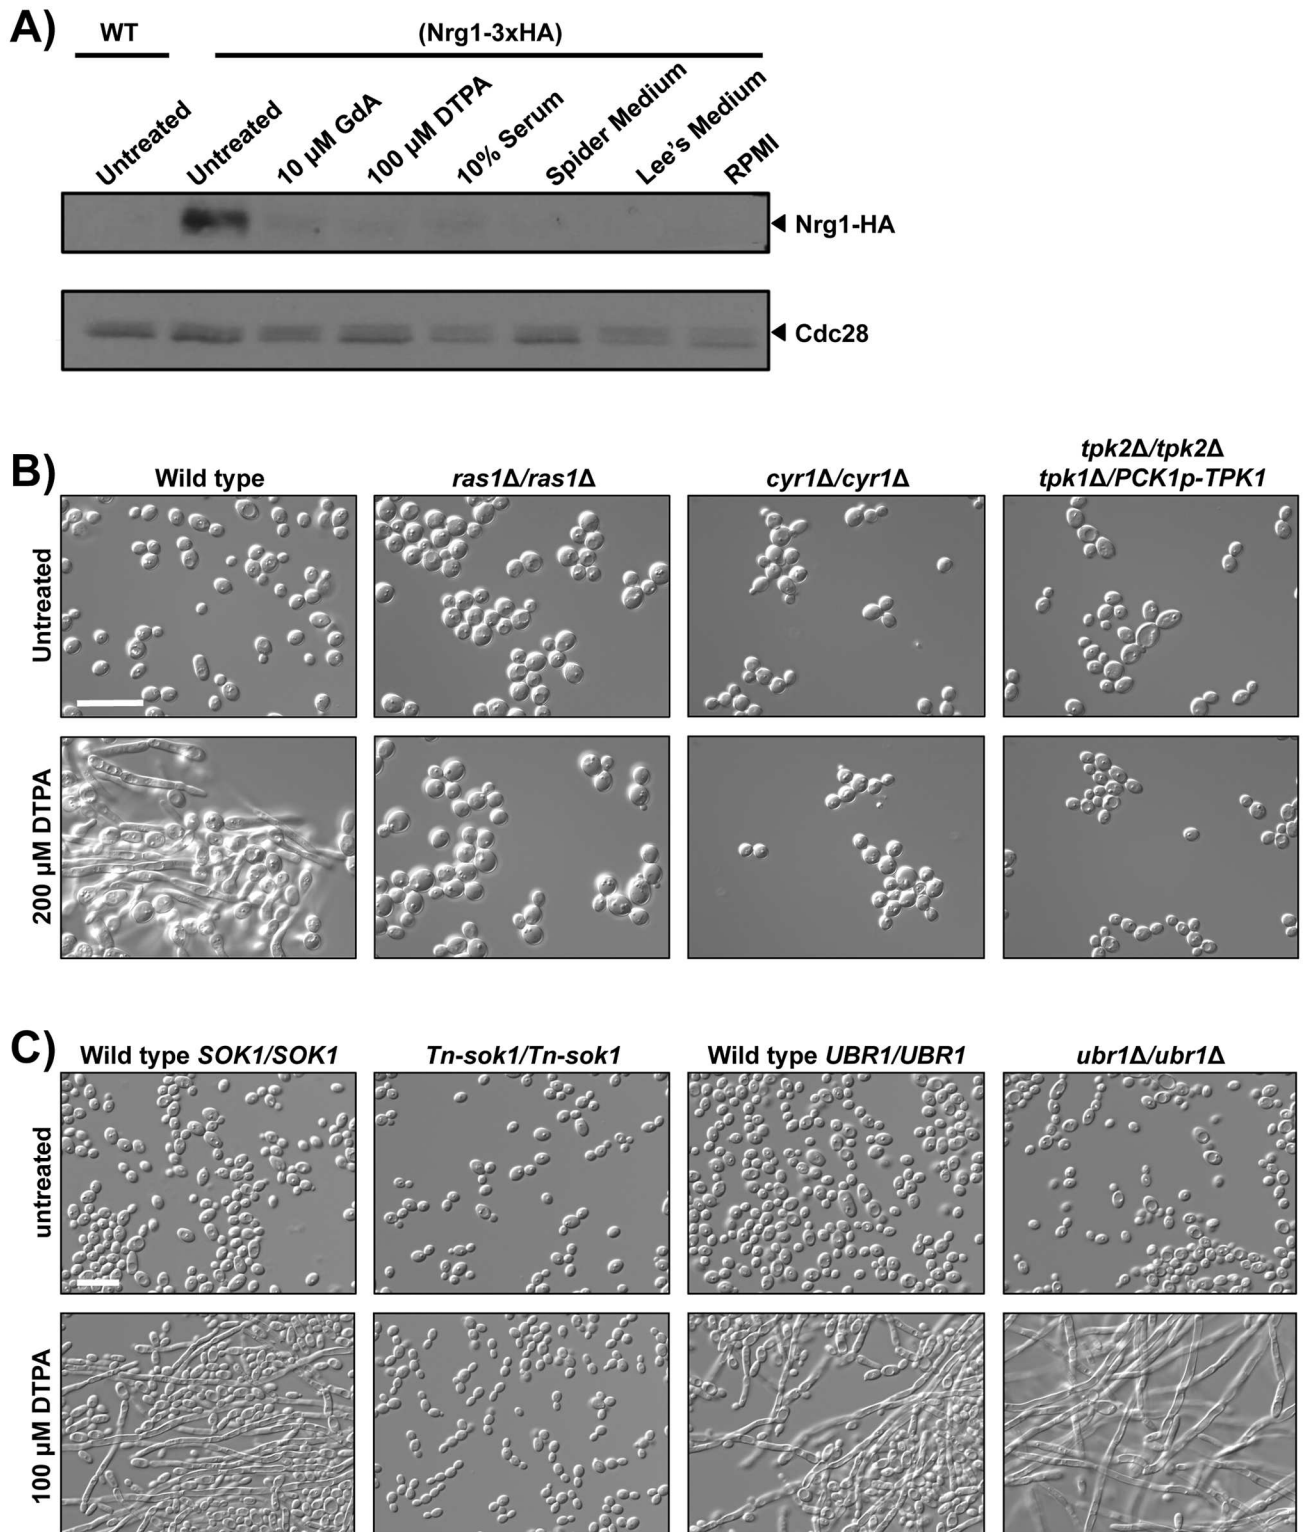 A)
WT
(Nrg1-3xHA)
Untreated
Untreated
10 µM GdA
100 µM DTPA
10% Serum
Spider Medium
Lee's Medium
RPMI
Nrg1-HA
Cdc28
B)
Wild type
ras1Δ/ras1Δ
cyr1Δ/cyr1Δ
tpk2Δ/tpk2Δ
tpk1Δ/PCK1p-TPK1
Untreated
200 µM DTPA
C)
Wild type SOK1/SOK1
Tn-sok1/Tn-sok1
Wild type UBR1/UBR1
ubr1Δ/ubr1Δ
untreated
100 µM DTPA